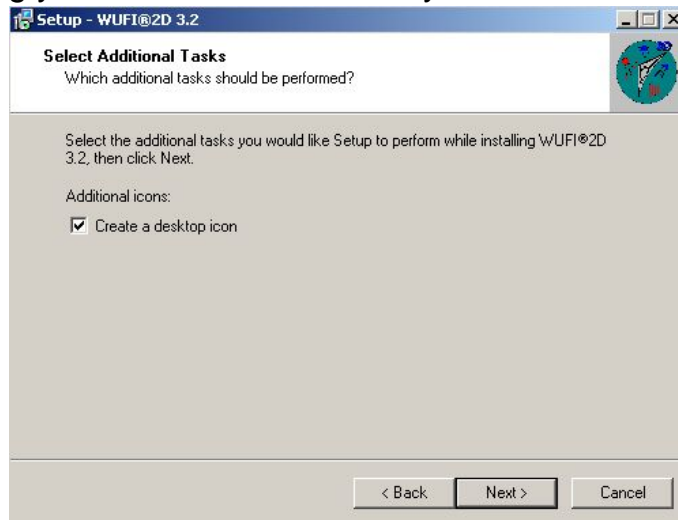 Setup - WUFI®2D 3.2
Select Additional Tasks
Which additional tasks should be performed?
Select the additional tasks you would like Setup to perform while installing WUFI®2D
3.2, then click Next.
Additional icons:
Create a desktop icon
< Back
Next >
Cancel